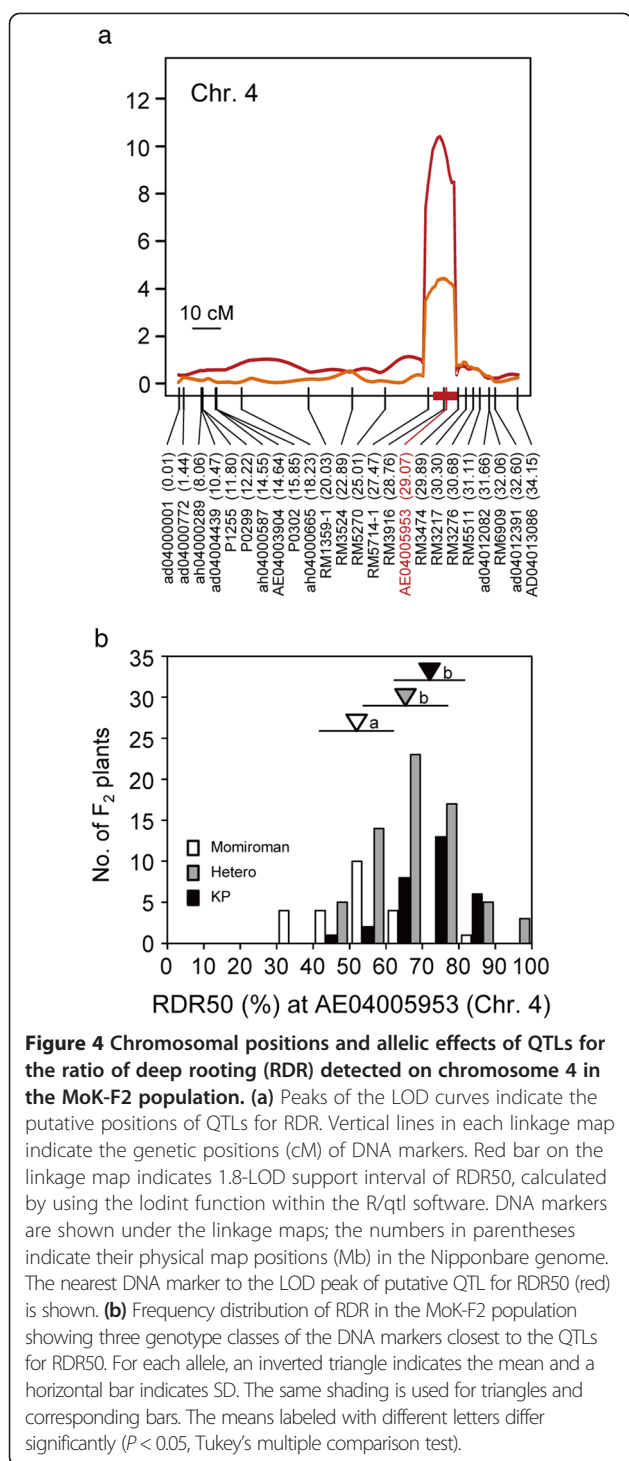 a
12
Chr. 4
10
8
6
4
10 cM
2
0
ad04000001 (0.01)
ad04000772 (1.44)
ah04000289 (8.06)
ad04004439 (10.47)
P1255 (11.80)
P0299 (12.22)
ah04000587 (14.55)
AE04003904 (14.64)
P0302 (15.85)
ah04000665 (18.23)
RM1359-1 (20.03)
RM3524 (22.89)
RM5270 (25.01)
RM5714-1 (27.47)
RM3916 (28.76)
AE04005953 (29.07)
RM3474 (29.89)
RM3217 (30.30)
RM3276 (30.68)
RM5511 (31.11)
ad04012082 (31.66)
RM6909 (32.06)
ad04012391 (32.60)
AD04013086 (34.15)
b
35
30
25
20
15
10
5
0
No. of F2 plants
b
b
a
Momiroman
Hetero
KP
0 10 20 30 40 50 60 70 80 90 100
RDR50 (%) at AE04005953 (Chr. 4)
Figure 4 Chromosomal positions and allelic effects of QTLs for
the ratio of deep rooting (RDR) detected on chromosome 4 in
the MoK-F2 population. (a) Peaks of the LOD curves indicate the
putative positions of QTLs for RDR. Vertical lines in each linkage map
indicate the genetic positions (cM) of DNA markers. Red bar on the
linkage map indicates 1.8-LOD support interval of RDR50, calculated
by using the lodint function within the R/qtl software. DNA markers
are shown under the linkage maps; the numbers in parentheses
indicate their physical map positions (Mb) in the Nipponbare genome.
The nearest DNA marker to the LOD peak of putative QTL for RDR50 (red)
is shown. (b) Frequency distribution of RDR in the MoK-F2 population
showing three genotype classes of the DNA markers closest to the QTLs
for RDR50. For each allele, an inverted triangle indicates the mean and a
horizontal bar indicates SD. The same shading is used for triangles and
corresponding bars. The means labeled with different letters differ
significantly (P < 0.05, Tukey's multiple comparison test).